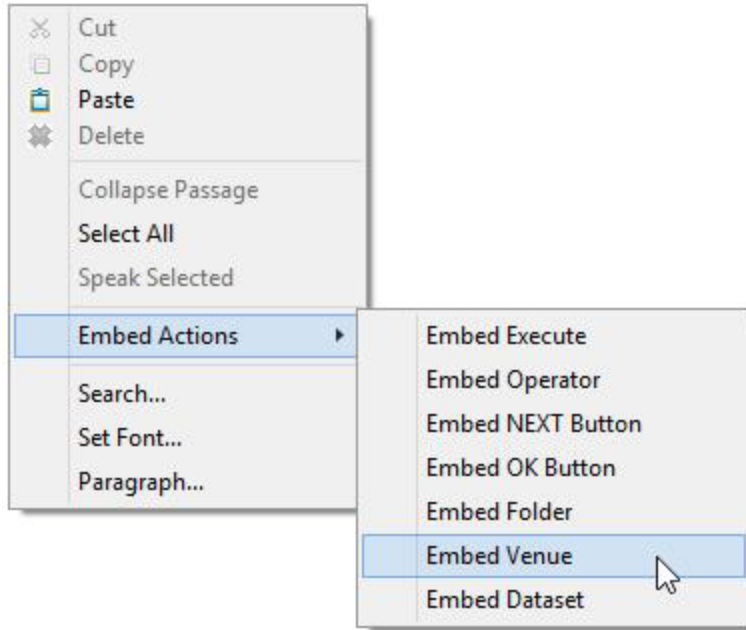 Cut
Copy
Paste
Delete
Collapse Passage
Select All
Speak Selected
Embed Actions
Search...
Set Font...
Paragraph...
Embed Execute
Embed Operator
Embed NEXT Button
Embed OK Button
Embed Folder
Embed Venue
Embed Dataset